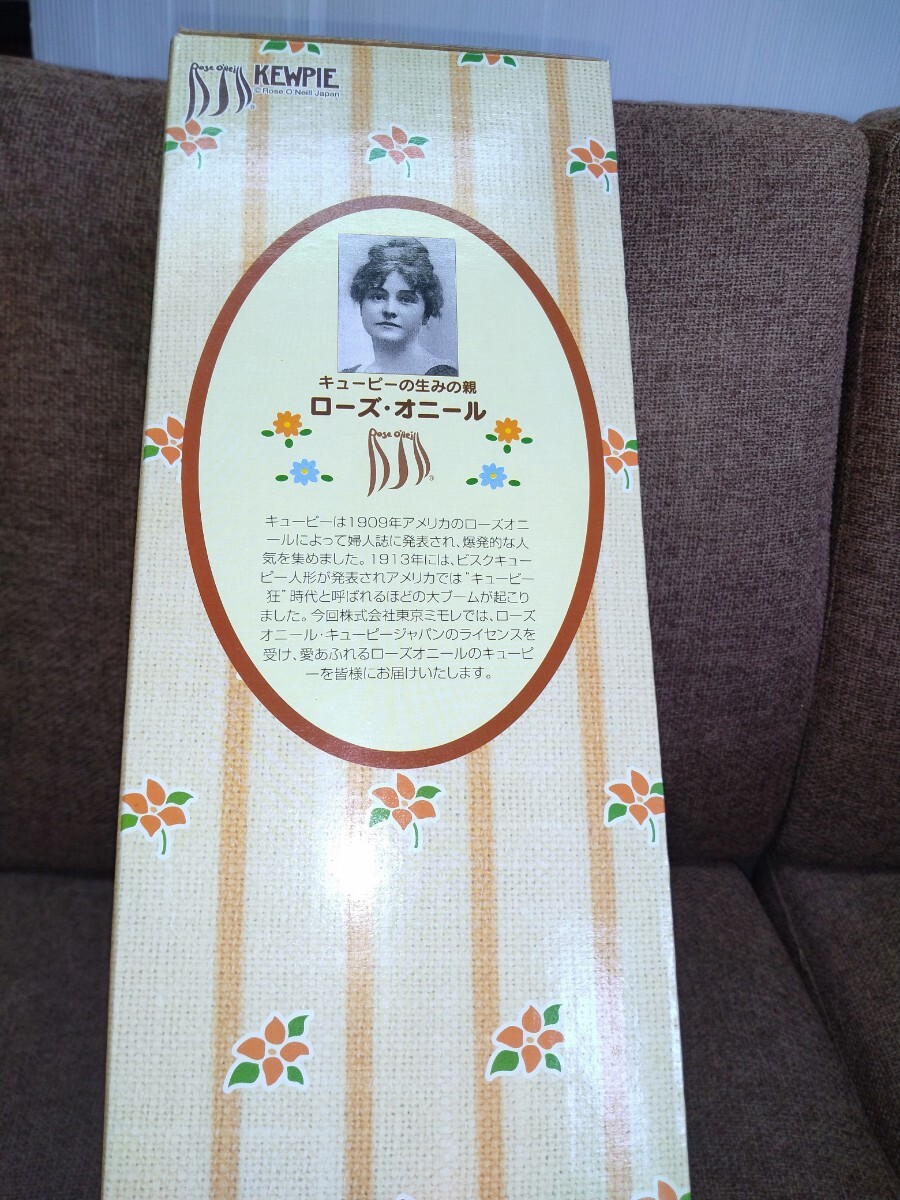 Rose O'Neill KEWPIE
©Rose O'Neill Japan
®
キューピーの生みの親
ローズ・オニール
Rose O'Neill
®
キューピーは1909年アメリカのローズオニ
ールによって婦人誌に発表され、爆発的な人
気を集めました。1913年には、ビスクキュー
ピー人形が発表されアメリカでは"キューピー
狂"時代と呼ばれるほどの大ブームが起こり
ました。今回株式会社東京ミモレでは、ローズ
オニール・キューピージャパンのライセンスを
受け、愛あふれるローズオニールのキューピ
ーを皆様にお届けいたします。